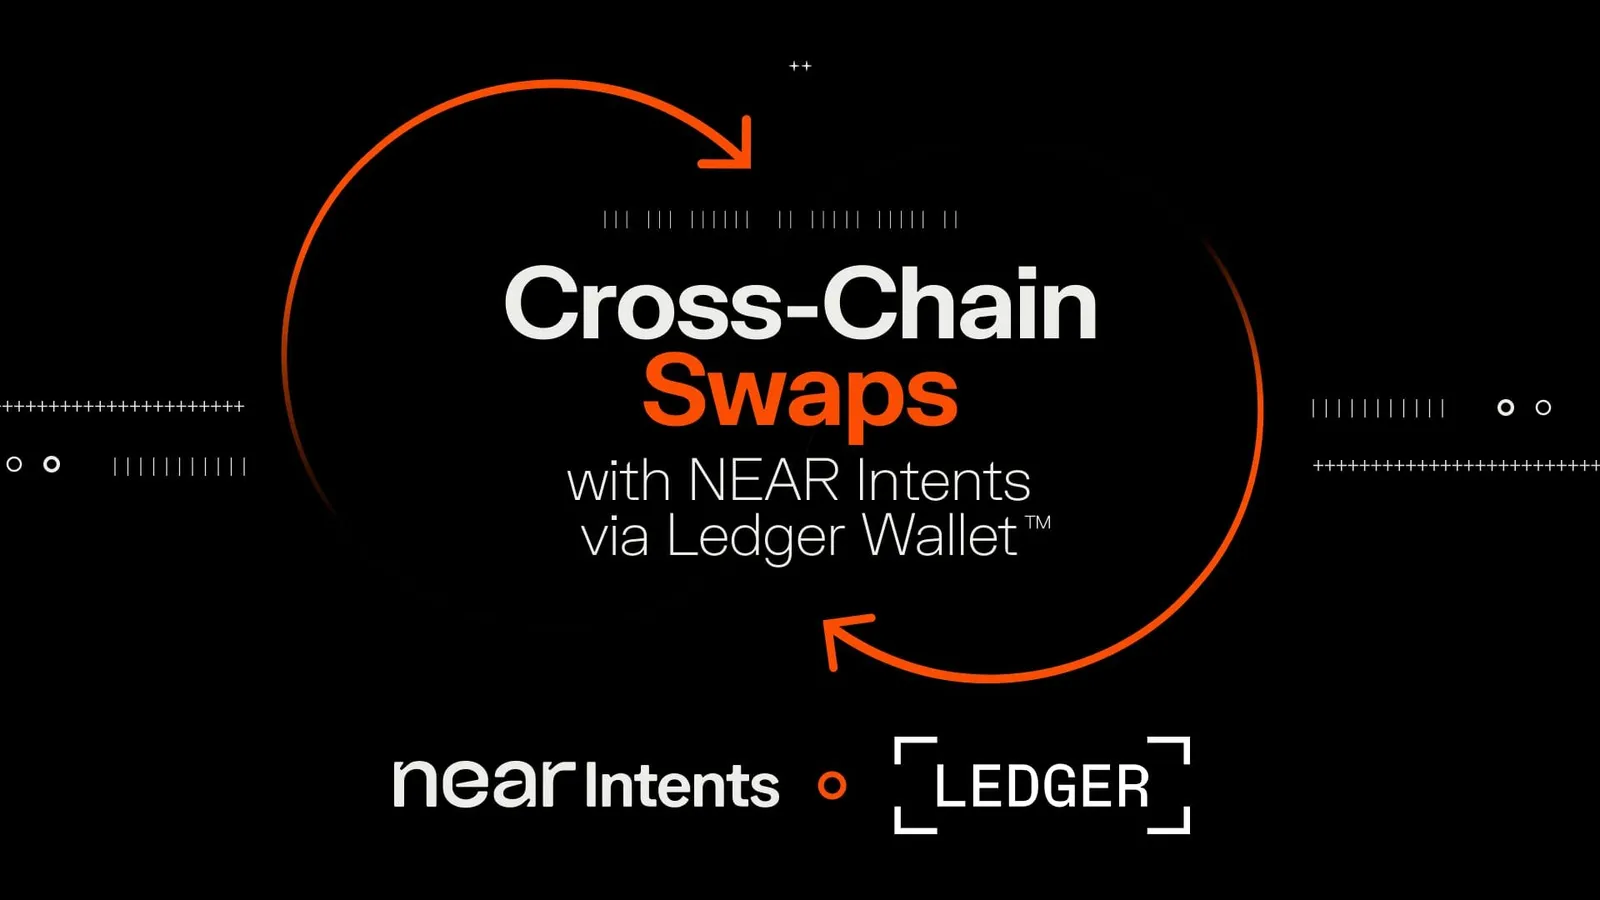 Cross-Chain
Swaps
with NEAR Intents
via Ledger Wallet™
near Intents
LEDGER